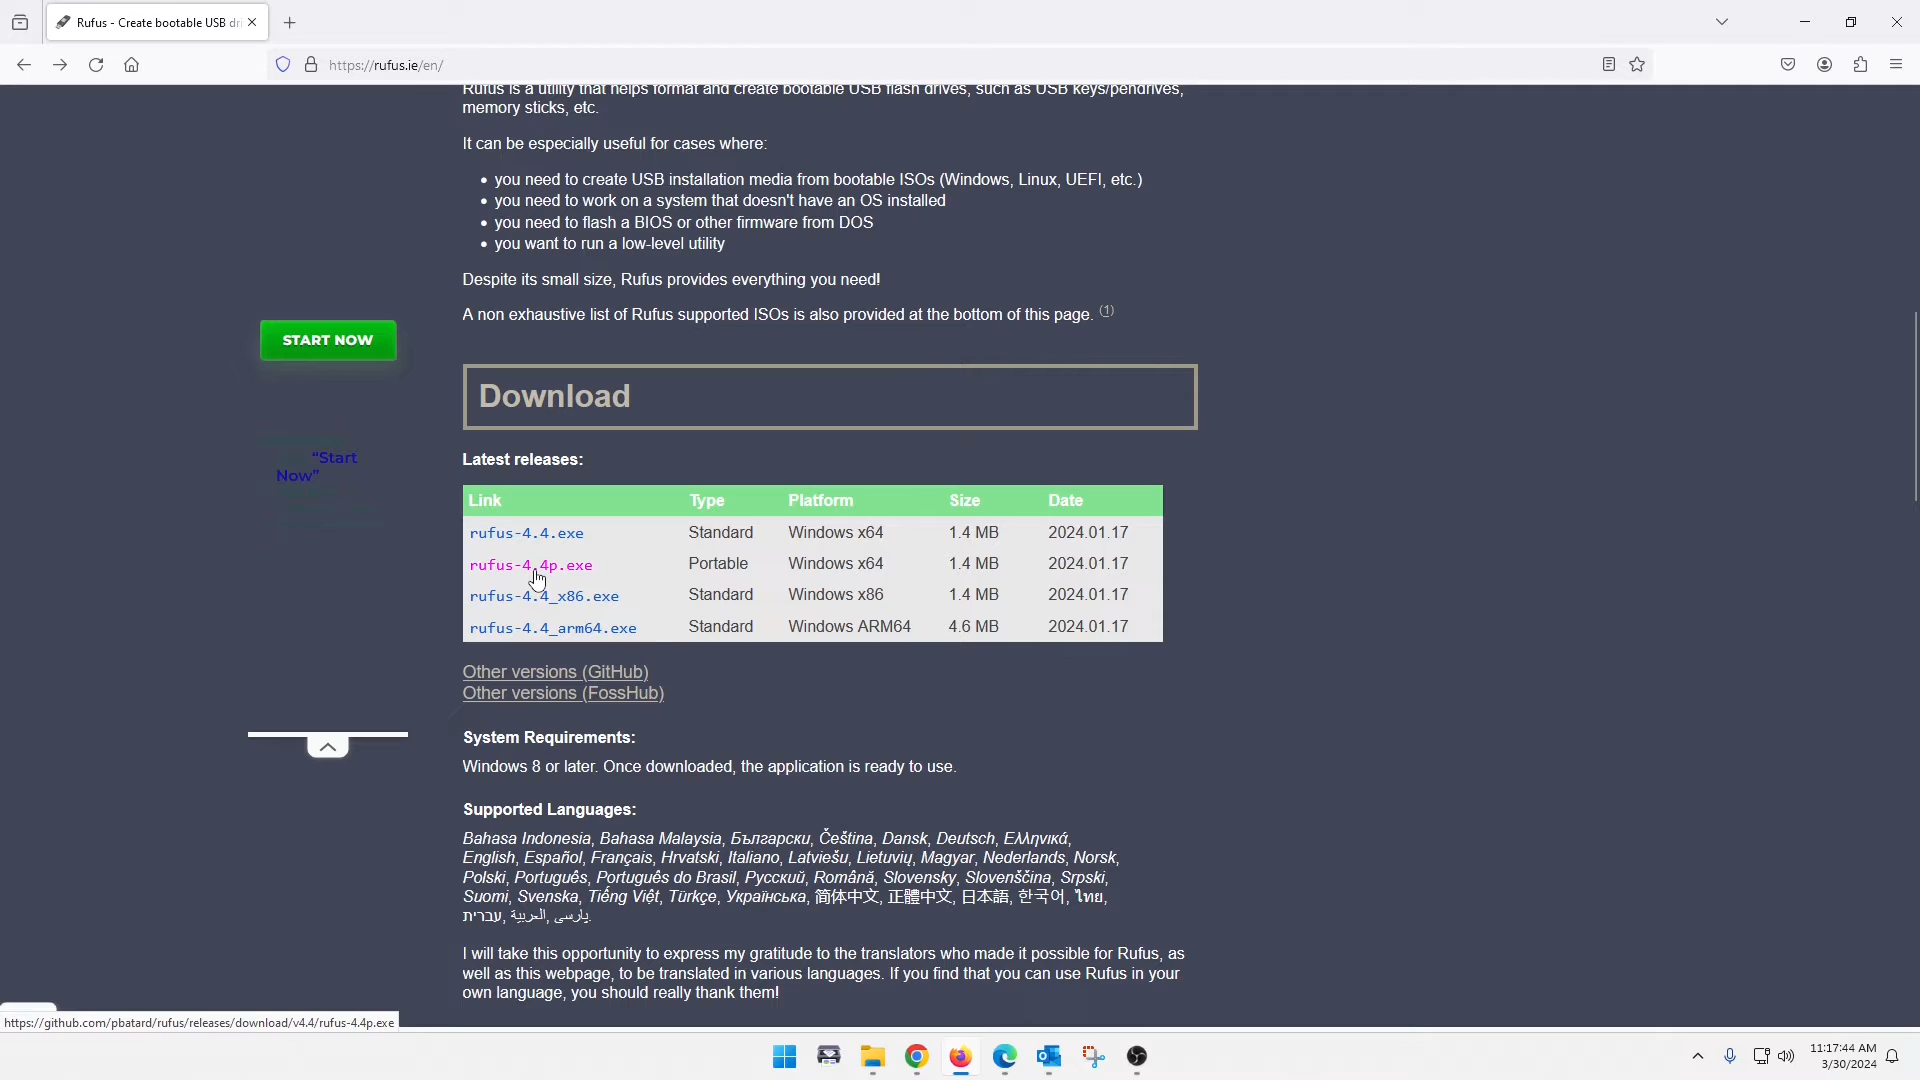 Rufus - Create bootable USB dri
https://rufus.ie/en/
Rufus is a utility that helps format and create bootable USB flash drives, such as USB keys/pendrives,
memory sticks, etc.
It can be especially useful for cases where:
• you need to create USB installation media from bootable ISOs (Windows, Linux, UEFI, etc.)
• you need to work on a system that doesn't have an OS installed
• you need to flash a BIOS or other firmware from DOS
• you want to run a low-level utility
Despite its small size, Rufus provides everything you need!
A non exhaustive list of Rufus supported ISOs is also provided at the bottom of this page. (1)
START NOW
Download
“Start
Now”
Latest releases:
Link Type Platform Size Date
rufus-4.4.exe Standard Windows x64 1.4 MB 2024.01.17
rufus-4.4p.exe Portable Windows x64 1.4 MB 2024.01.17
rufus-4.4_x86.exe Standard Windows x86 1.4 MB 2024.01.17
rufus-4.4_arm64.exe Standard Windows ARM64 4.6 MB 2024.01.17
Other versions (GitHub)
Other versions (FossHub)
System Requirements:
Windows 8 or later. Once downloaded, the application is ready to use.
Supported Languages:
Bahasa Indonesia, Bahasa Malaysia, Български, Čeština, Dansk, Deutsch, Ελληνικά,
English, Español, Français, Hrvatski, Italiano, Latviešu, Lietuvių, Magyar, Nederlands, Norsk,
Polski, Português, Português do Brasil, Русский, Română, Slovensky, Slovenščina, Srpski,
Suomi, Svenska, Tiếng Việt, Türkçe, Українська, 简体中文, 正體中文, 日本語, 한국어, ไทย,
עברית, العربية, پارسی.
I will take this opportunity to express my gratitude to the translators who made it possible for Rufus, as
well as this webpage, to be translated in various languages. If you find that you can use Rufus in your
own language, you should really thank them!
https://github.com/pbatard/rufus/releases/download/v4.4/rufus-4.4p.exe
11:17:44 AM
3/30/2024